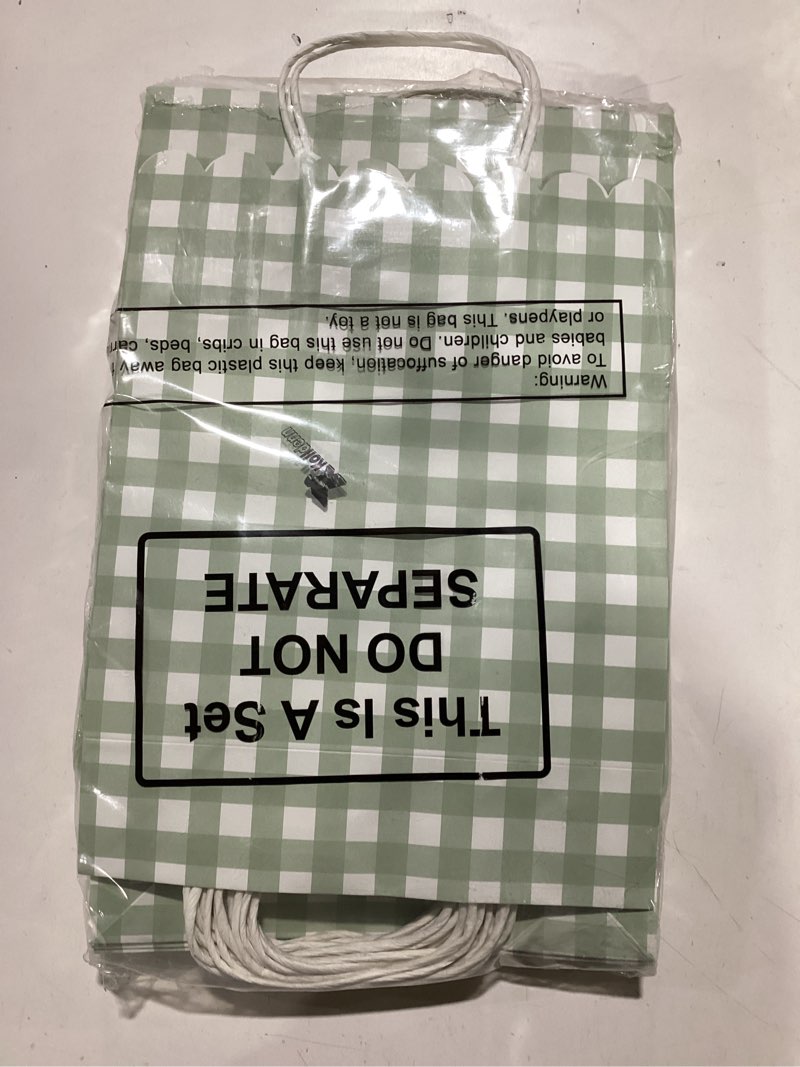 This Is A Set
DO NOT
SEPARATE
Warning:
To avoid danger of suffocation, keep this plastic bag away
babies and children. Do not use this bag in cribs, beds,
or playpens. This bag is not a toy.